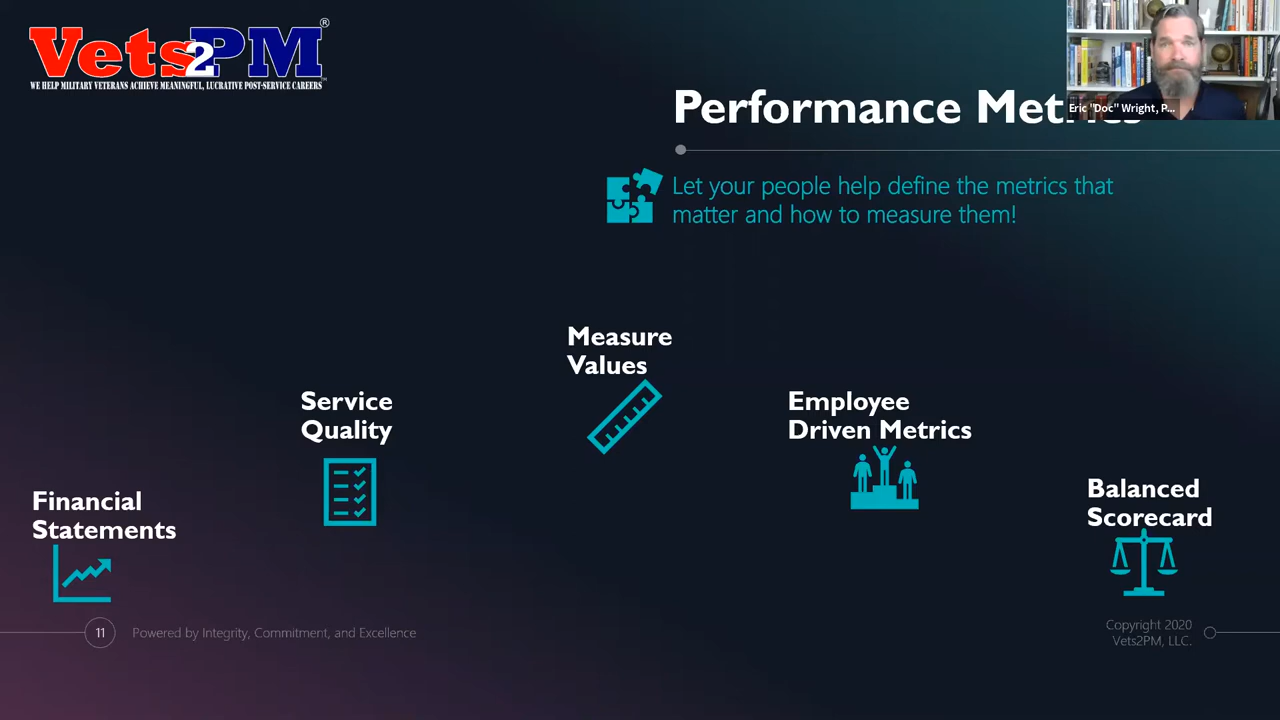 Vets2PM®
WE HELP MILITARY VETERANS ACHIEVE MEANINGFUL, LUCRATIVE POST-SERVICE CAREERS
Eric "Doc" Wright, P...
Performance Metrics
Let your people help define the metrics that
matter and how to measure them!
Measure
Values
Service
Quality
Employee
Driven Metrics
Financial
Statements
Balanced
Scorecard
11
Powered by Integrity, Commitment, and Excellence
Copyright 2020
Vets2PM, LLC.